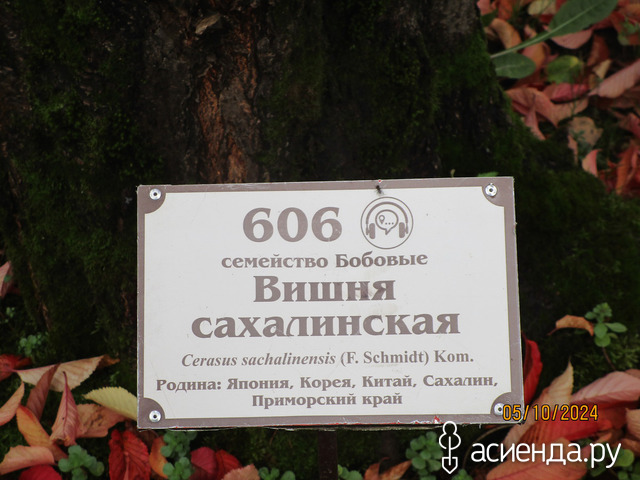 606
семейство Бобовые
Вишня
сахалинская
Cerasus sachalinensis (F. Schmidt) Kom.
Родина: Япония, Корея, Китай, Сахалин,
Приморский край
05/10/2024
асиенда.ру